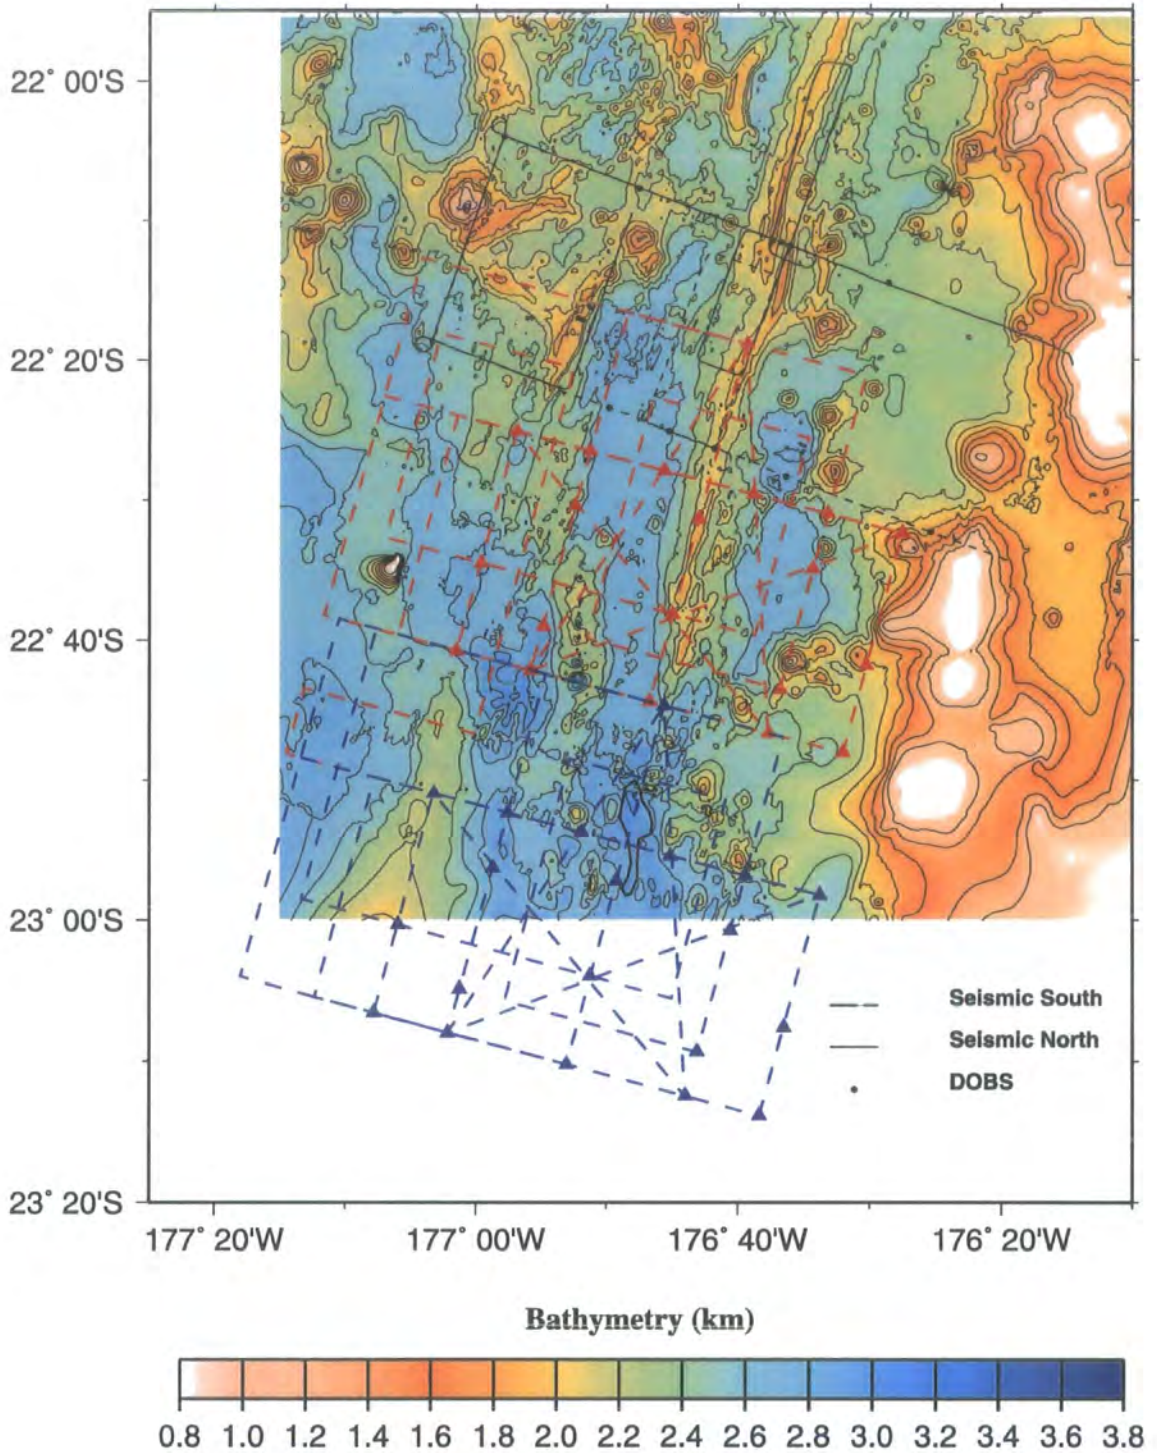 22° 00'S
22° 20'S
22° 40'S
23° 00'S
Seismic South
Seismic North
DOBS
23° 20'S
177° 20'W 177° 00'W 176° 40'W 176° 20'W
Bathymetry (km)
0.8 1.0 1.2 1.4 1.6 1.8 2.0 2.2 2.4 2.6 2.8 3.0 3.2 3.4 3.6 3.8